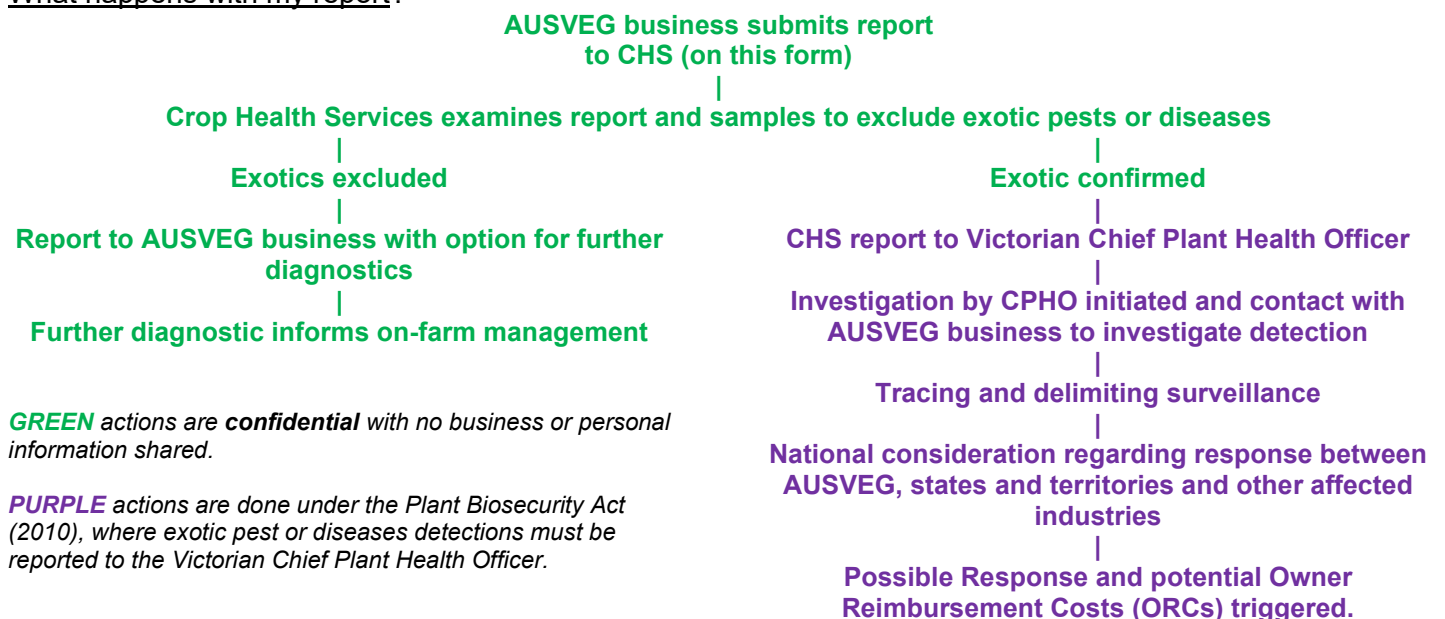 What happens with my report?
AUSVEG business submits report
to CHS (on this form)
|
Crop Health Services examines report and samples to exclude exotic pests or diseases
|
Exotics excluded
|
Report to AUSVEG business with option for further
diagnostics
|
Further diagnostic informs on-farm management
GREEN actions are confidential with no business or personal
information shared.
PURPLE actions are done under the Plant Biosecurity Act
(2010), where exotic pest or diseases detections must be
reported to the Victorian Chief Plant Health Officer.
|
Exotic confirmed
|
CHS report to Victorian Chief Plant Health Officer
|
Investigation by CPHO initiated and contact with
AUSVEG business to investigate detection
|
Tracing and delimiting surveillance
|
National consideration regarding response between
AUSVEG, states and territories and other affected
industries
|
Possible Response and potential Owner
Reimbursement Costs (ORCs) triggered.